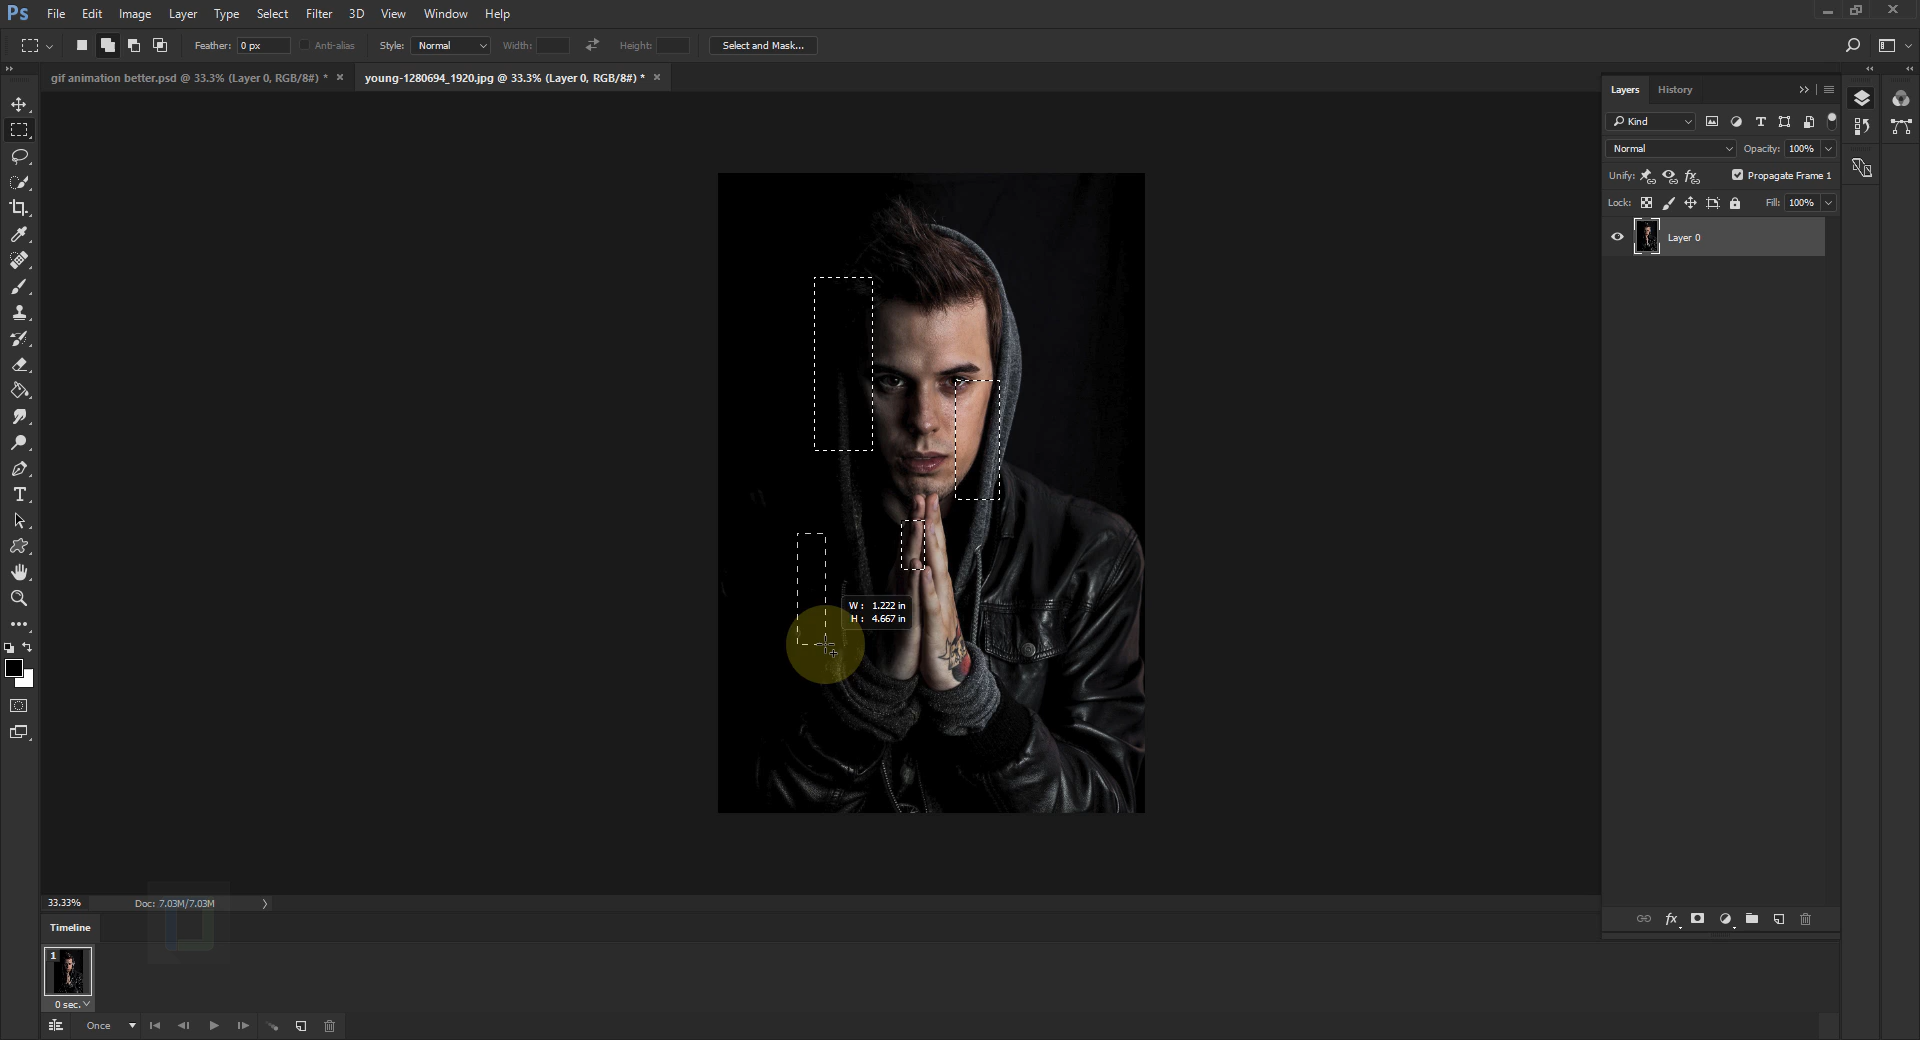 Ps File Edit Image Layer Type Select Filter 3D View Window Help
Feather: 0 px Anti-alias Style: Normal Width: Height: Select and Mask...
gif animation better.psd @ 33.3% (Layer 0, RGB/8#) * × young-1280694_1920.jpg @ 33.3% (Layer 0, RGB/8#) * ×
Layers History
Kind
Normal Opacity: 100%
Unify: Propagate Frame 1
Lock: Fill: 100%
Layer 0
W : 1.222 in
H : 4.667 in
33.33% Doc: 7.03M/7.03M
Timeline
1
0 sec.
Once